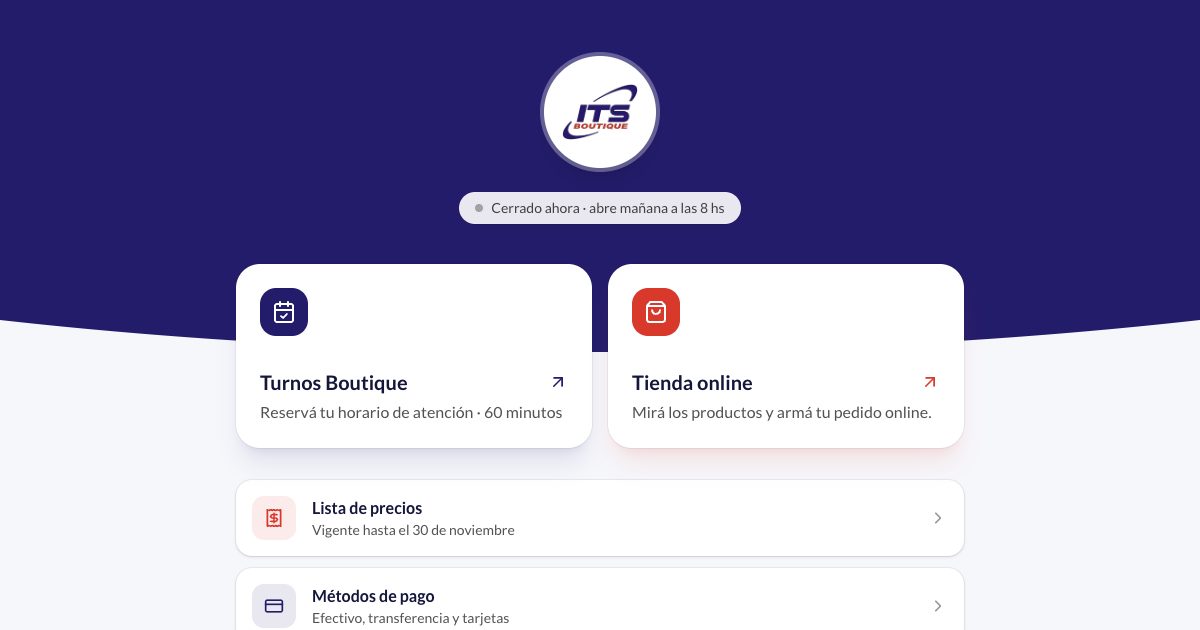 ITS
BOUTIQUE
Cerrado ahora · abre mañana a las 8 hs
Turnos Boutique
Reservá tu horario de atención · 60 minutos
Tienda online
Mirá los productos y armá tu pedido online.
Lista de precios
Vigente hasta el 30 de noviembre
Métodos de pago
Efectivo, transferencia y tarjetas